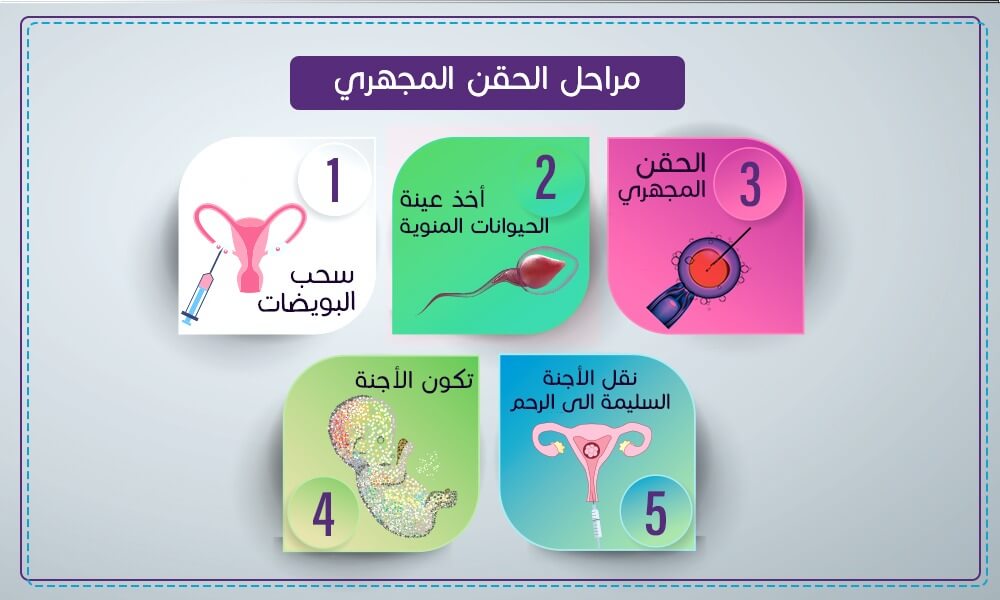 مراحل الحقن المجهري
1
سحب
البويضات
2
أخذ عينة
الحيوانات المنوية
3
الحقن
المجهري
تكون الأجنة
4
نقل الأجنة
السليمة الى الرحم
5